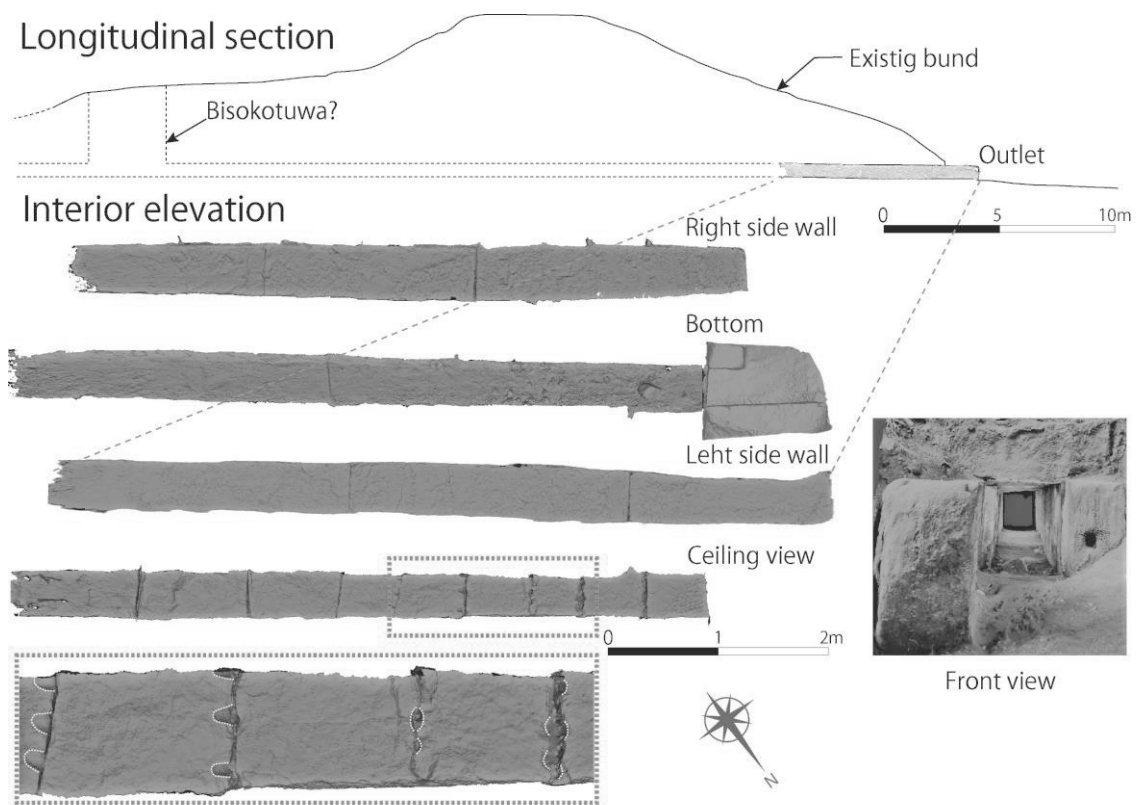 Longitudinal section
Existig bund
Bisokotuwa?
Outlet
Interior elevation
0 5 10m
Right side wall
Bottom
Leht side wall
Ceiling view
0 1 2m
Front view
N